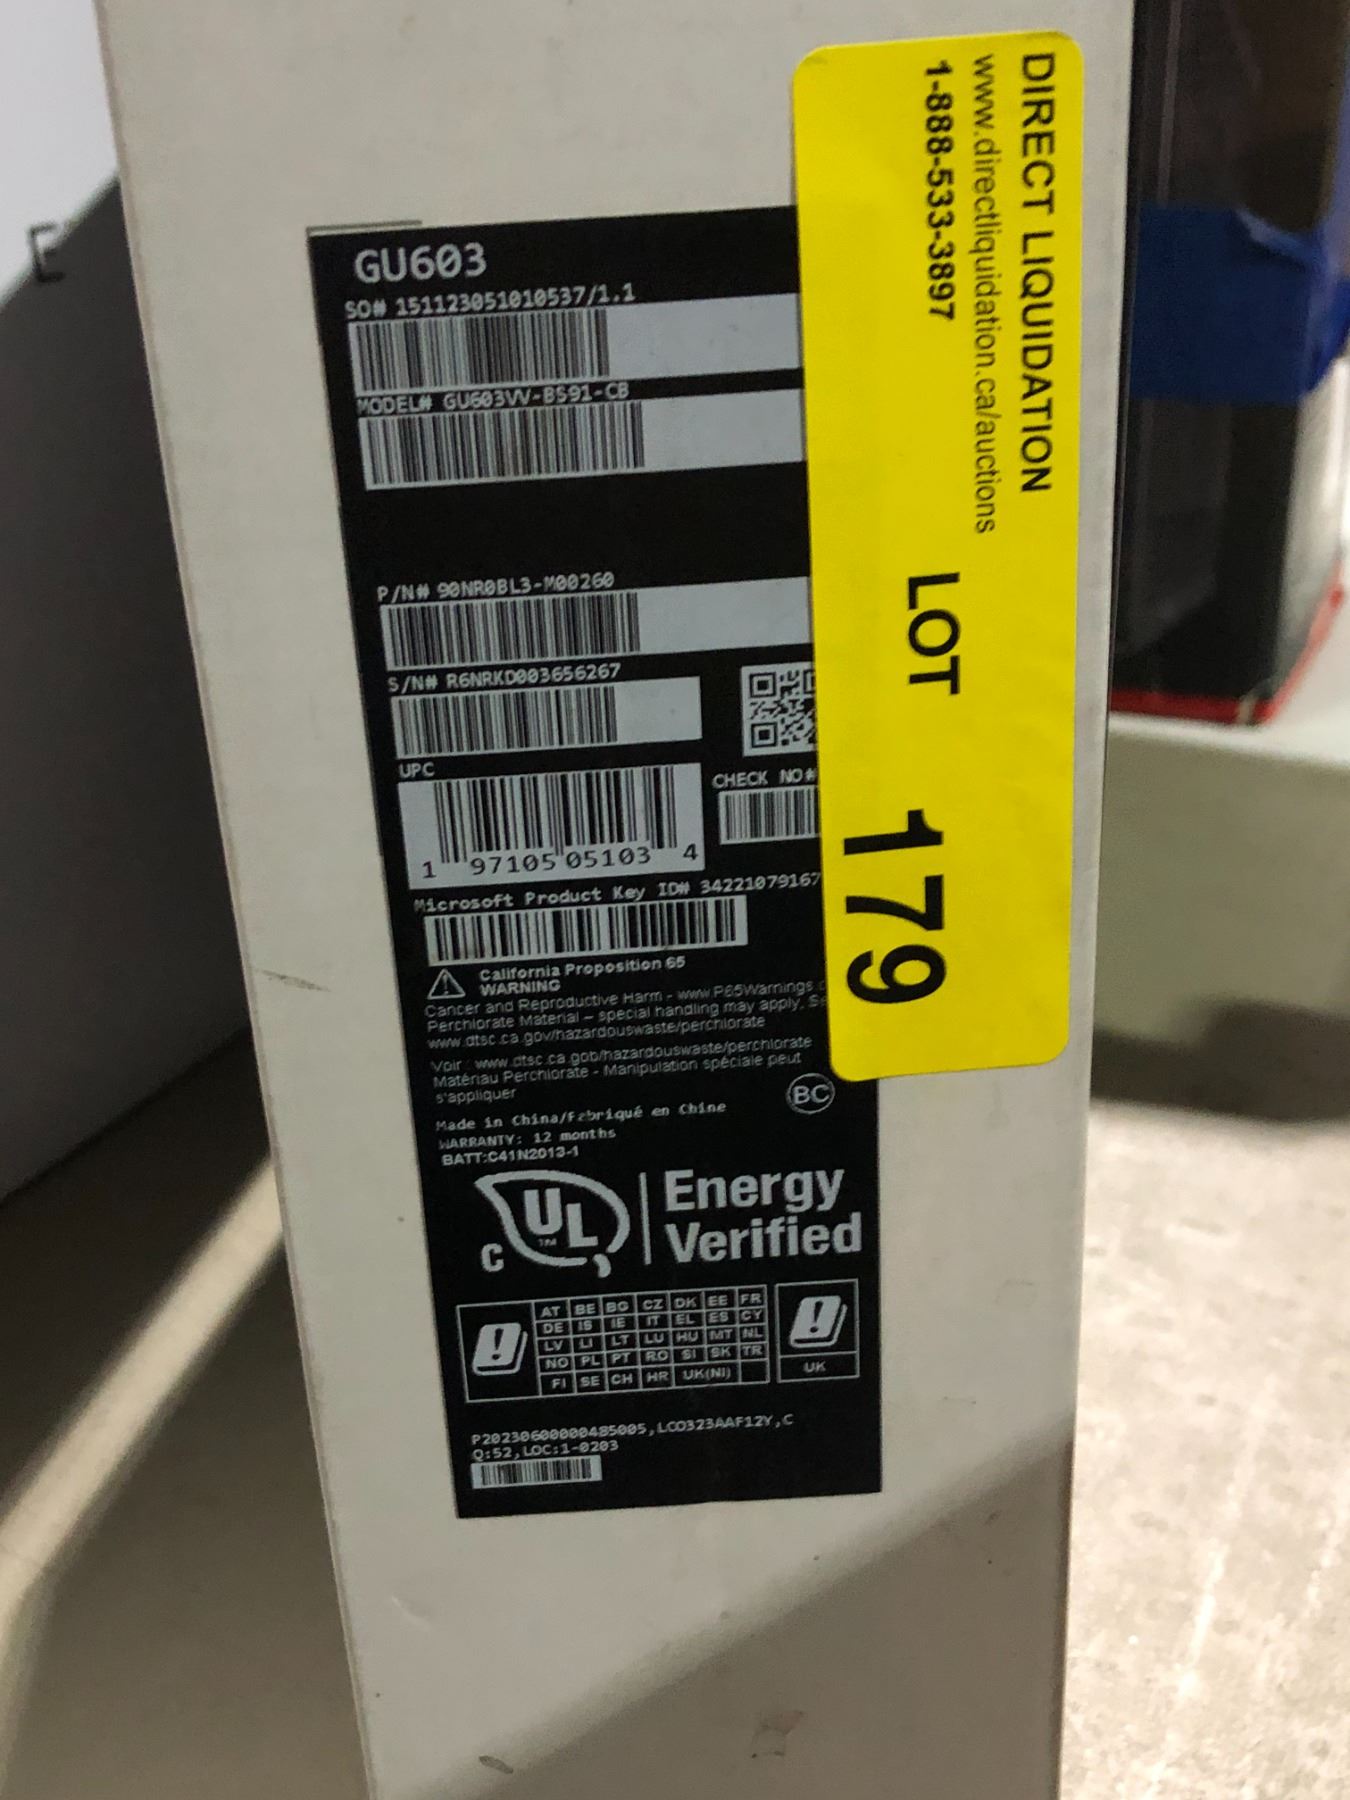 GU603
SO# 151123051010537/1.1
MODEL# GU603VV-BS91-CB
P/N# 90NR0BL3-M00260
S/N# R6NRKD003656267
UPC
CHECK NO#
1 97105 05103 4
Microsoft Product Key ID# 34221079167
California Proposition 65
WARNING
Cancer and Reproductive Harm - www.P65Warnings.
Perchlorate Material – special handling may apply,
www.dtsc.ca.gov/hazardouswaste/perchlorate
Voir : www.dtsc.ca.gob/hazardouswaste/perchlorate
Matériau Perchlorate - Manipulation spéciale peut
s'appliquer
BC
Made in China/Fabriqué en Chine
WARRANTY: 12 months
BATT:C41N2013-1
C UL TM Energy
Verified
AT BE BG CZ DK EE FR
DE IS IE IT EL ES CY
LV LI LT LU HU MT NL
NO PL PT RO SI SK TR
FI SE CH HR UK(NI)
UK
P20230600000485005,LCO323AAF12Y,C
Q:52,LOC:1-0203
DIRECT LIQUIDATION
www.directliquidation.ca/auctions
1-888-533-3897
LOT 179
E